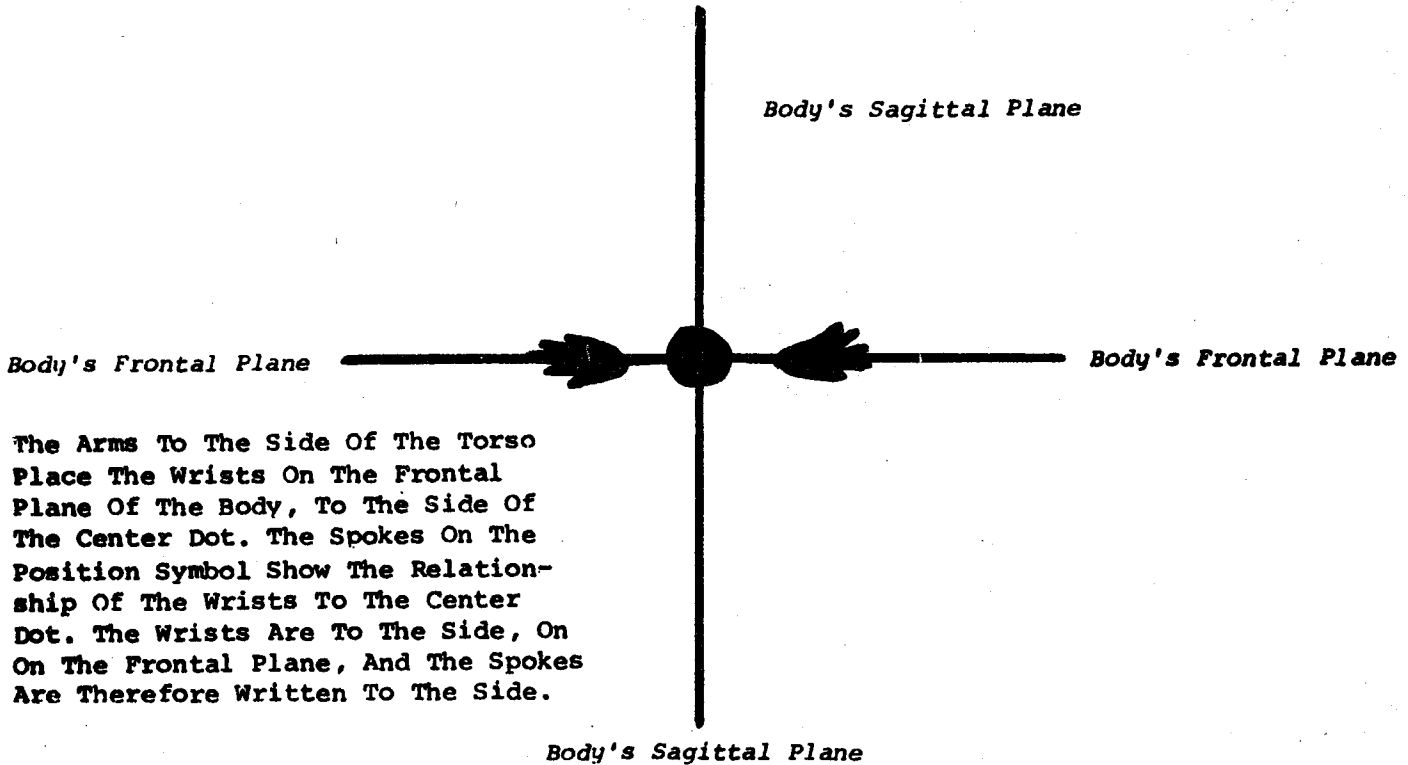 Body's Sagittal Plane
Body's Frontal Plane
Body's Frontal Plane
The Arms To The Side Of The Torso
Place The Wrists On The Frontal
Plane Of The Body, To The Side Of
The Center Dot. The Spokes On The
Position Symbol Show The Relation-
ship Of The Wrists To The Center
Dot. The Wrists Are To The Side, On
On The Frontal Plane, And The Spokes
Are Therefore Written To The Side.
Body's Sagittal Plane